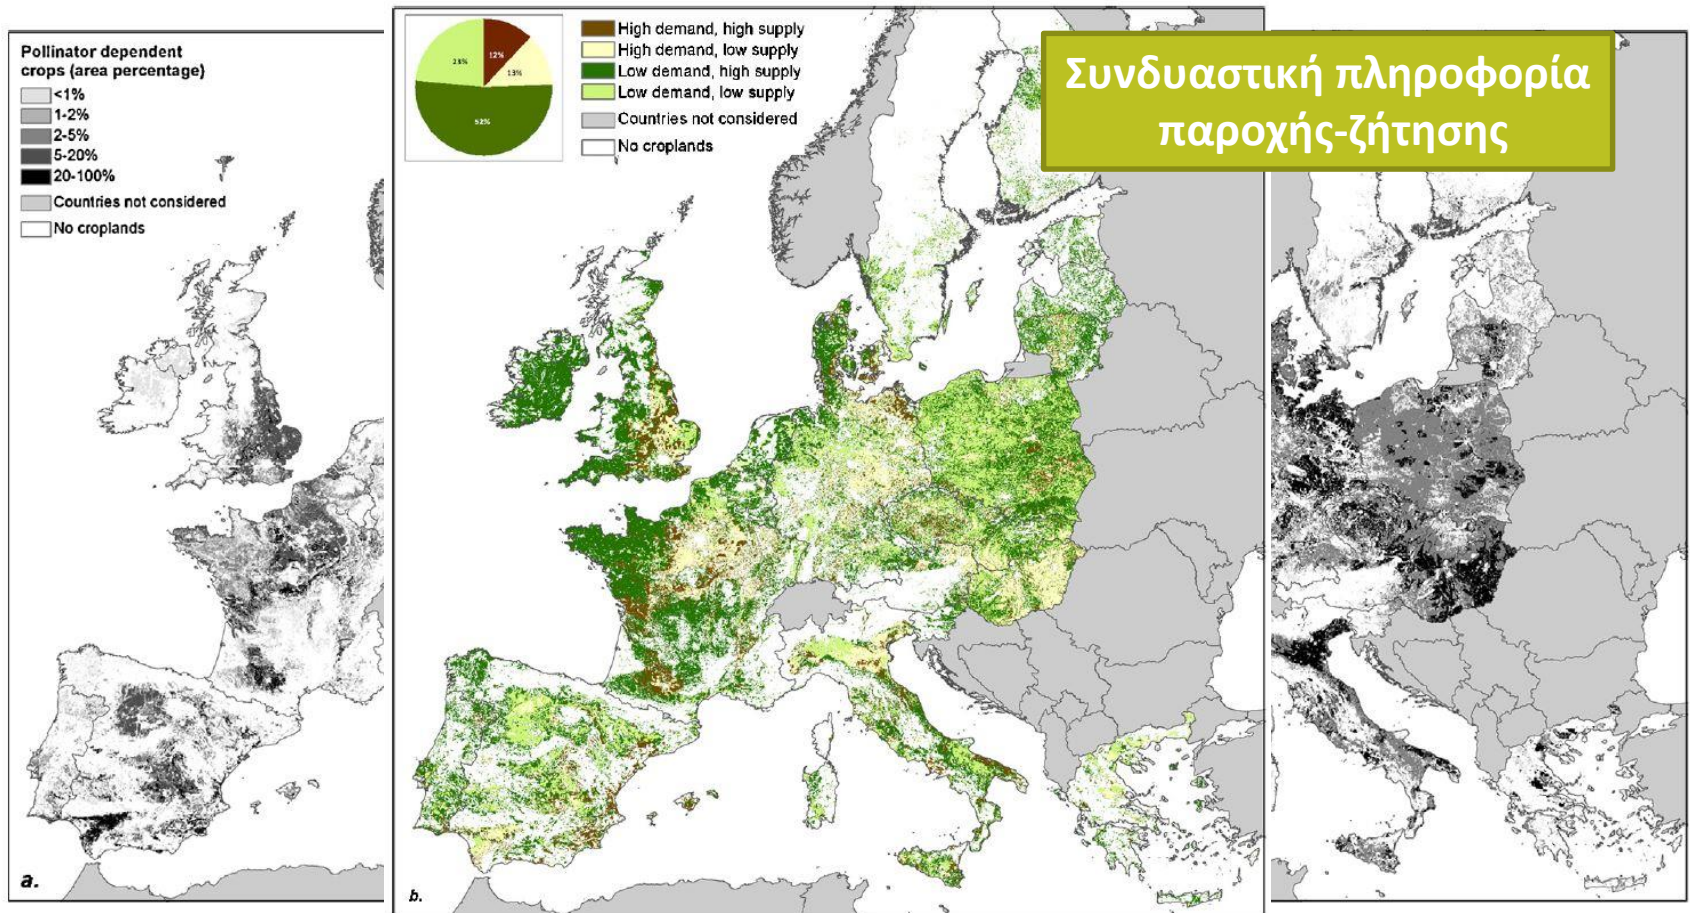 Pollinator dependent
crops (area percentage)
<1%
1-2%
2-5%
5-20%
20-100%
Countries not considered
No croplands
a.
12%
13%
52%
23%
High demand, high supply
High demand, low supply
Low demand, high supply
Low demand, low supply
Countries not considered
No croplands
b.
Συνδυαστική πληροφορία
παροχής-ζήτησης